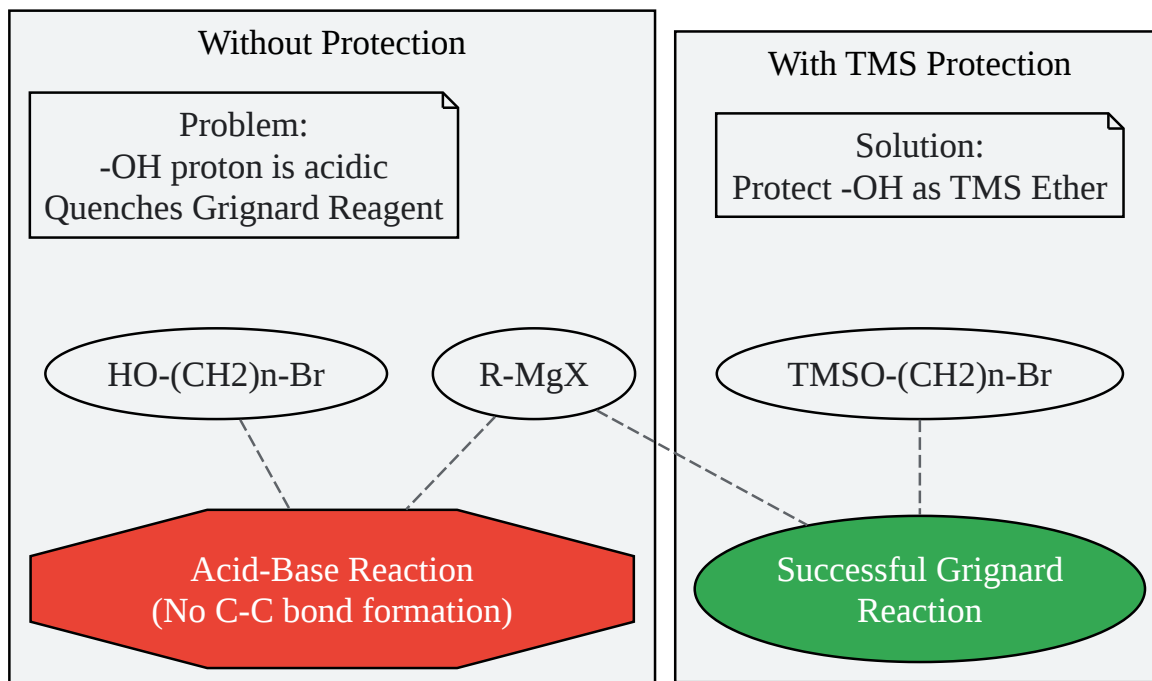 Without Protection
Problem:
-OH proton is acidic
Quenches Grignard Reagent
HO-(CH2)n-Br
R-MgX
Acid-Base Reaction
(No C-C bond formation)
With TMS Protection
Solution:
Protect -OH as TMS Ether
TMSO-(CH2)n-Br
Successful Grignard
Reaction